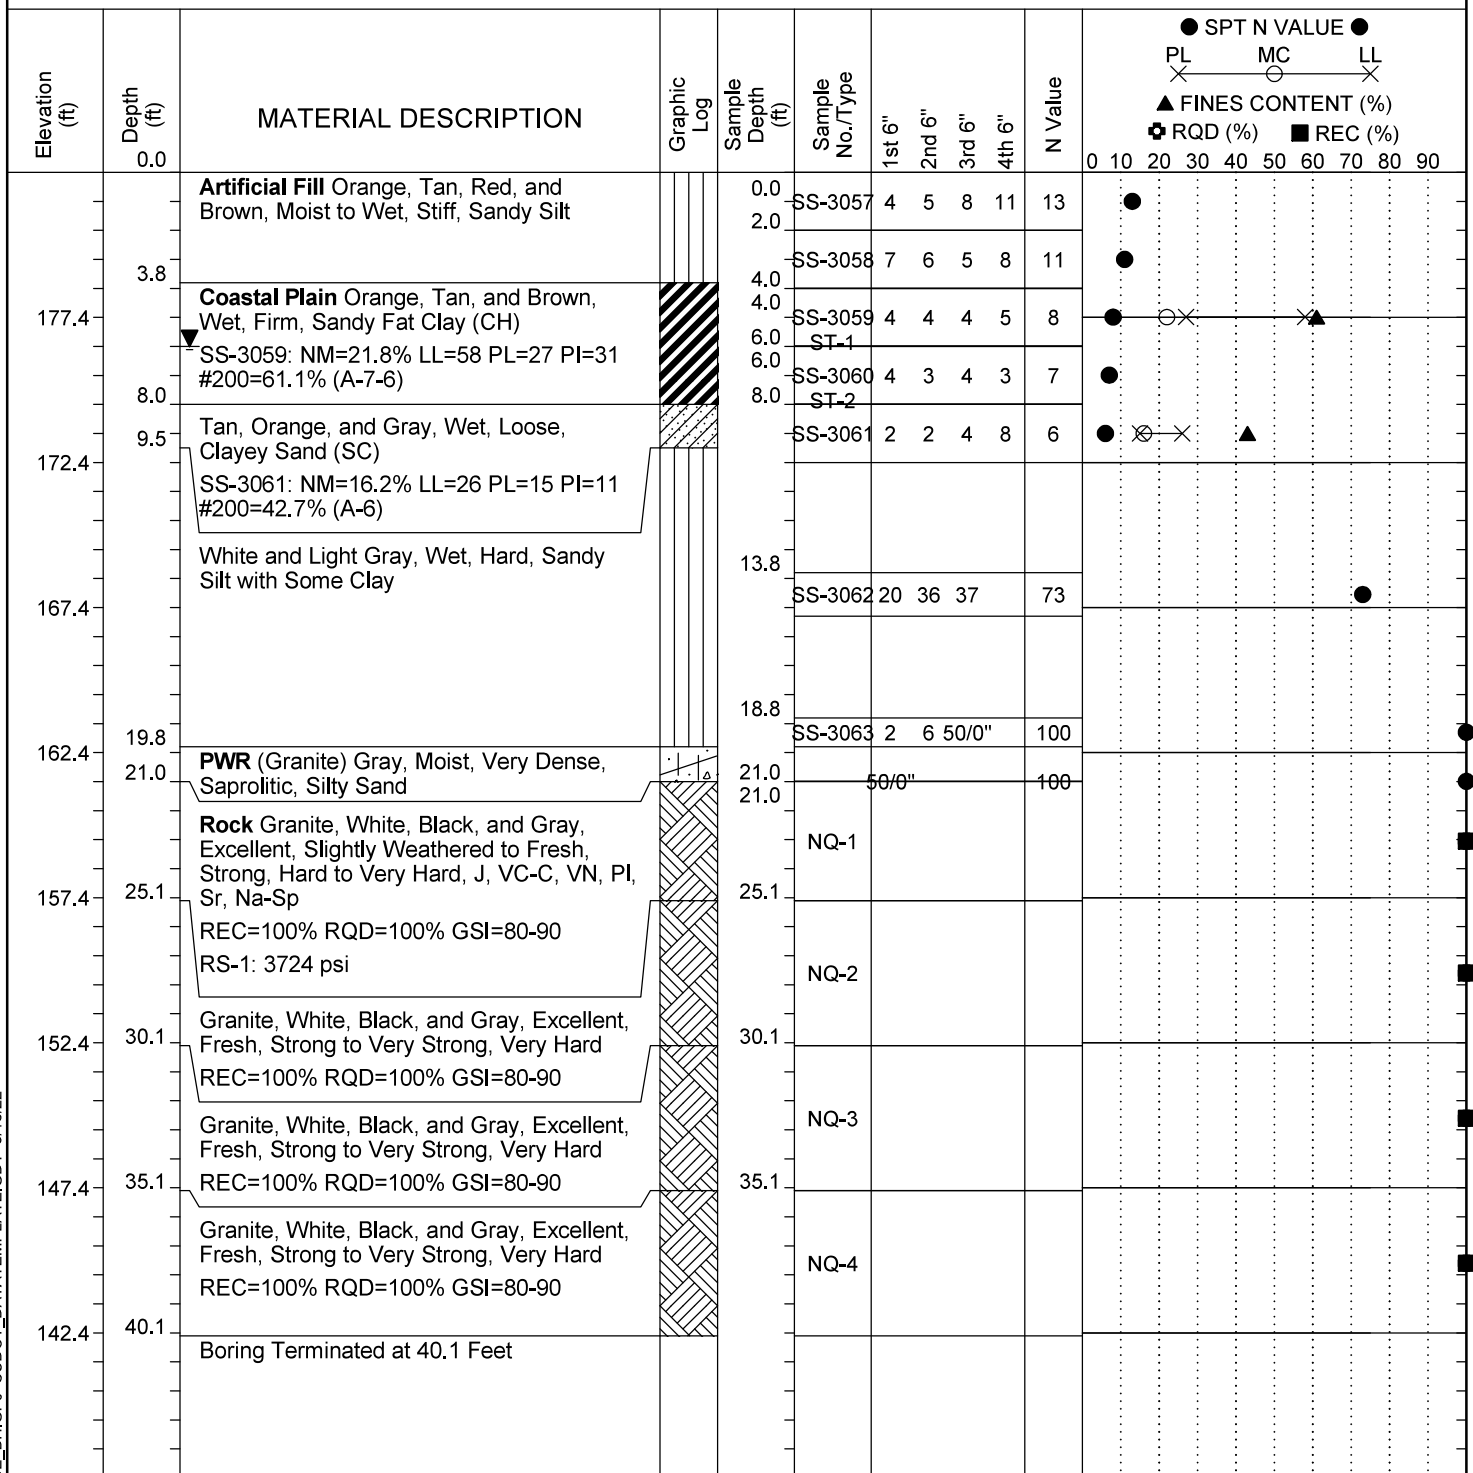 Elevation (ft)
Depth (ft)
0.0
MATERIAL DESCRIPTION
Graphic Log
Sample Depth (ft)
Sample No./Type
1st 6"
2nd 6"
3rd 6"
4th 6"
N Value
● SPT N VALUE ●
PL MC LL
▲ FINES CONTENT (%)
RQD (%) ■ REC (%)
0 10 20 30 40 50 60 70 80 90
Artificial Fill Orange, Tan, Red, and
Brown, Moist to Wet, Stiff, Sandy Silt
0.0
SS-3057 4 5 8 11 13
2.0
SS-3058 7 6 5 8 11
3.8
4.0
Coastal Plain Orange, Tan, and Brown,
Wet, Firm, Sandy Fat Clay (CH)
4.0
177.4
SS-3059 4 4 4 5 8
6.0
ST-1
SS-3059: NM=21.8% LL=58 PL=27 PI=31
#200=61.1% (A-7-6)
6.0
SS-3060 4 3 4 3 7
8.0
8.0
ST-2
9.5
Tan, Orange, and Gray, Wet, Loose,
Clayey Sand (SC)
SS-3061 2 2 4 8 6
172.4
SS-3061: NM=16.2% LL=26 PL=15 PI=11
#200=42.7% (A-6)
White and Light Gray, Wet, Hard, Sandy
Silt with Some Clay
13.8
SS-3062 20 36 37 73
167.4
18.8
SS-3063 2 6 50/0" 100
19.8
162.4
PWR (Granite) Gray, Moist, Very Dense,
Saprolitic, Silty Sand
21.0
21.0
50/0" 100
21.0
Rock Granite, White, Black, and Gray,
Excellent, Slightly Weathered to Fresh,
Strong, Hard to Very Hard, J, VC-C, VN, Pl,
Sr, Na-Sp
NQ-1
157.4
25.1
25.1
REC=100% RQD=100% GSI=80-90
RS-1: 3724 psi
NQ-2
Granite, White, Black, and Gray, Excellent,
Fresh, Strong to Very Strong, Very Hard
152.4
30.1
30.1
REC=100% RQD=100% GSI=80-90
NQ-3
Granite, White, Black, and Gray, Excellent,
Fresh, Strong to Very Strong, Very Hard
REC=100% RQD=100% GSI=80-90
147.4
35.1
35.1
Granite, White, Black, and Gray, Excellent,
Fresh, Strong to Very Strong, Very Hard
REC=100% RQD=100% GSI=80-90
NQ-4
142.4
40.1
Boring Terminated at 40.1 Feet